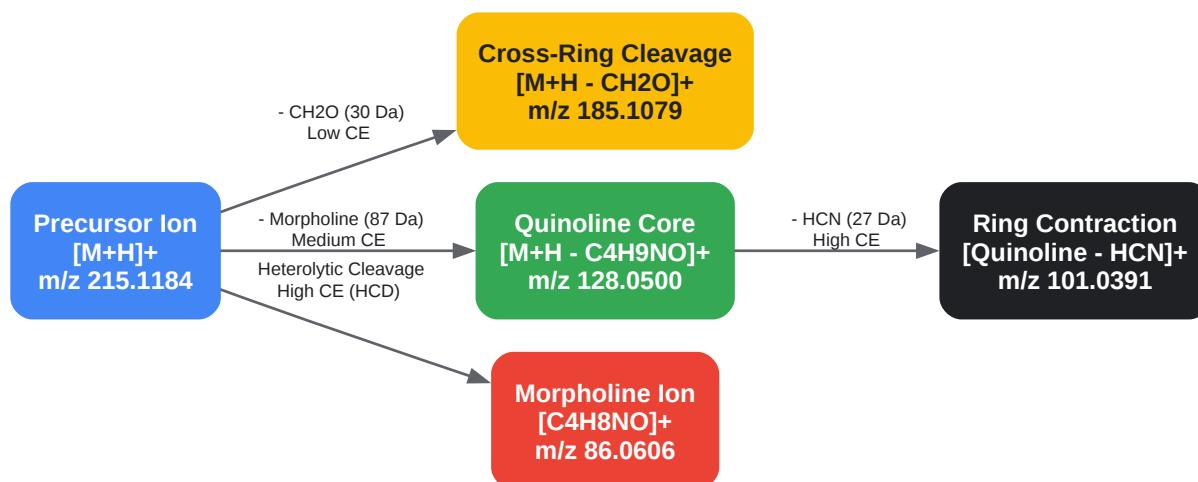 Cross-Ring Cleavage
[M+H - CH2O]+
m/z 185.1079
- CH2O (30 Da)
Low CE
Precursor Ion
[M+H]+
m/z 215.1184
- Morpholine (87 Da)
Medium CE
Heterolytic Cleavage
High CE (HCD)
Quinoline Core
[M+H - C4H9NO]+
m/z 128.0500
- HCN (27 Da)
High CE
Ring Contraction
[Quinoline - HCN]+
m/z 101.0391
Morpholine Ion
[C4H8NO]+
m/z 86.0606